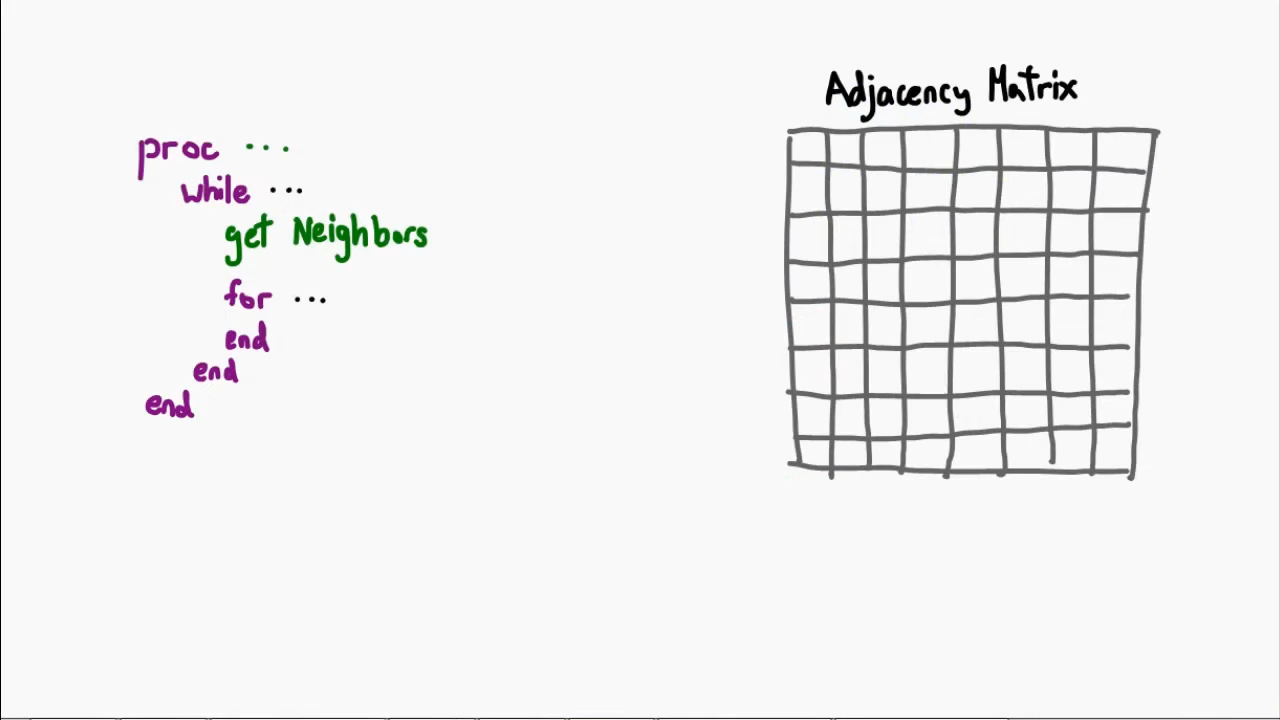 Adjacency Matrix
proc ...
while ...
get Neighbors
for ...
end
end
end